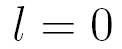 l = 0